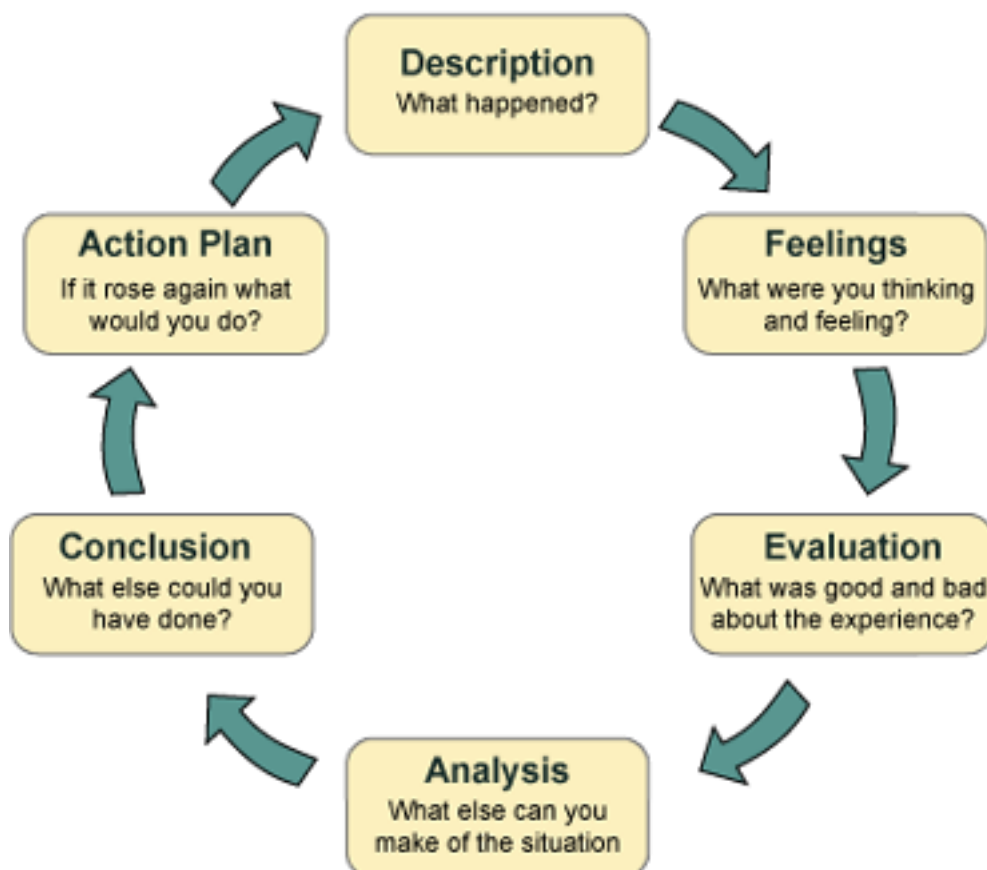 Description
What happened?
Feelings
What were you thinking
and feeling?
Evaluation
What was good and bad
about the experience?
Analysis
What else can you
make of the situation
Conclusion
What else could you
have done?
Action Plan
If it rose again what
would you do?